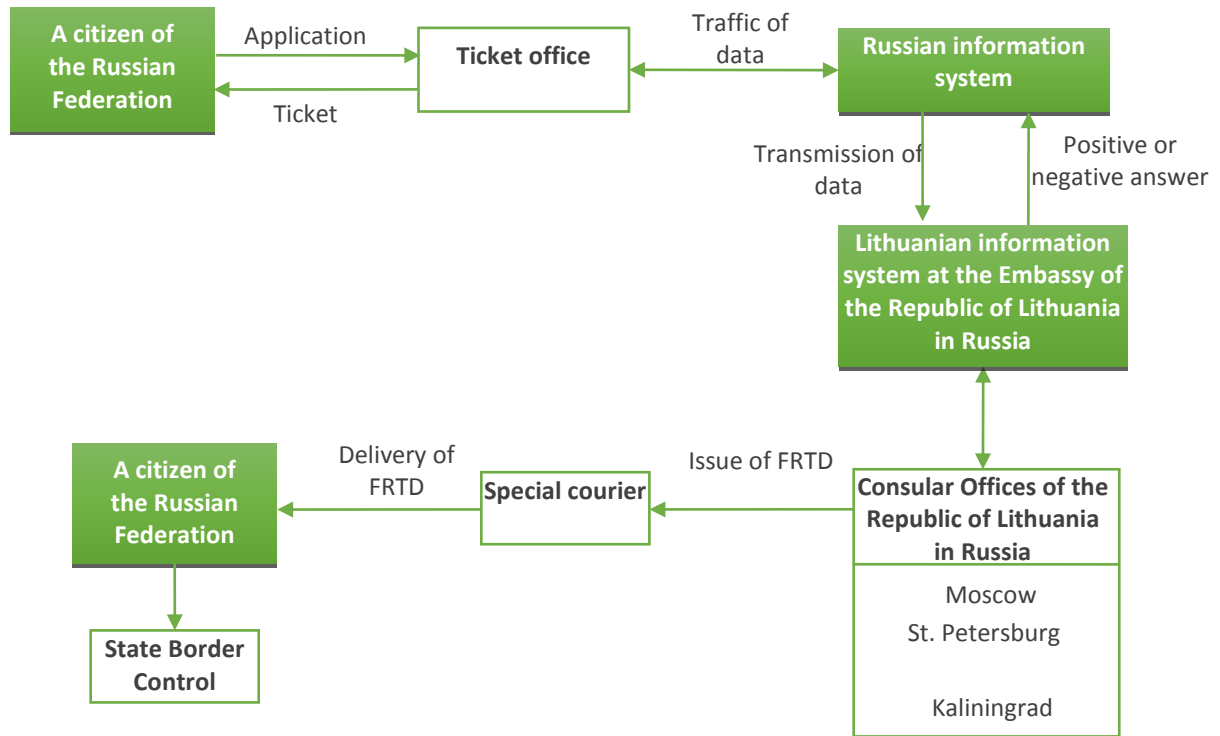 A citizen of
the Russian
Federation
Application
Ticket
Ticket office
Traffic of
data
Russian information
system
Transmission of
data
Positive or
negative answer
Lithuanian information
system at the Embassy of
the Republic of Lithuania
in Russia
A citizen of
the Russian
Federation
Delivery of
FRTD
Special courier
Issue of FRTD
Consular Offices of the
Republic of Lithuania
in Russia
Moscow
St. Petersburg
Kaliningrad
State Border
Control